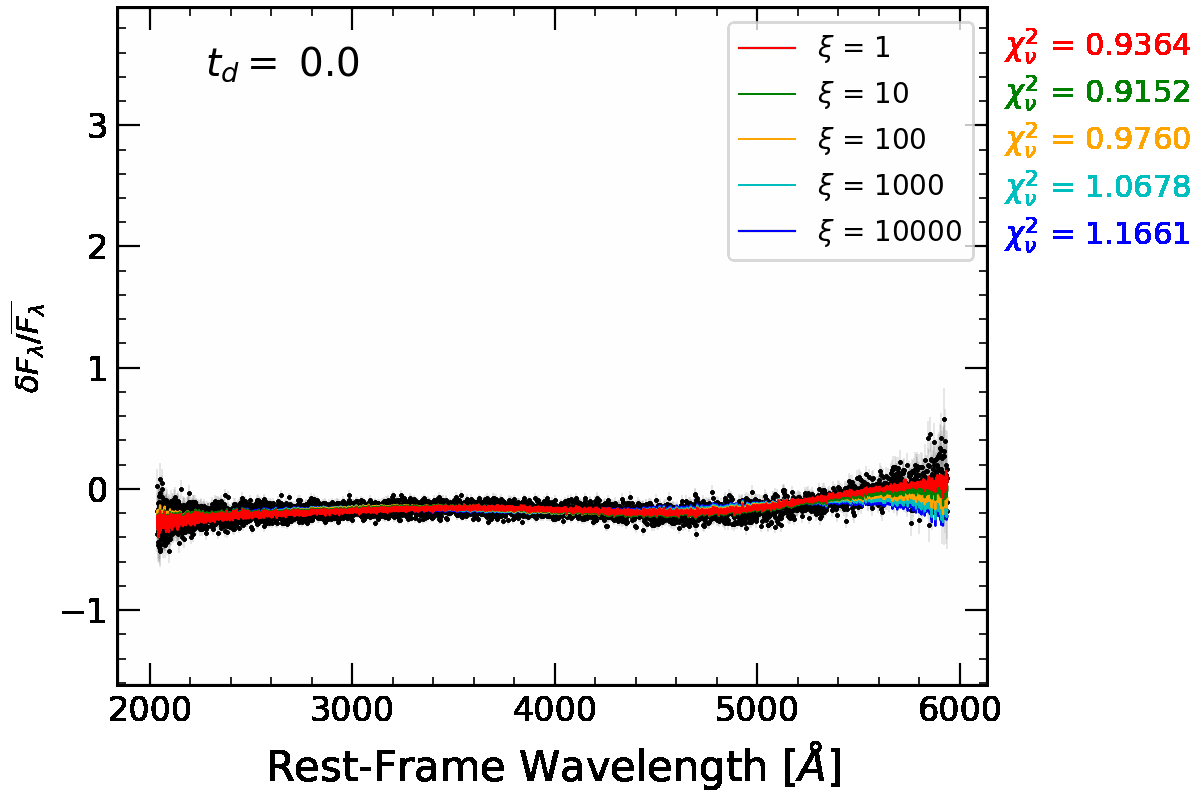 t_d = 0.0
ξ = 1
ξ = 10
ξ = 100
ξ = 1000
ξ = 10000
χ²_ν = 0.9364
χ²_ν = 0.9152
χ²_ν = 0.9760
χ²_ν = 1.0678
χ²_ν = 1.1661
3
2
1
0
−1
δF_λ/F̅_λ
2000 3000 4000 5000 6000
Rest-Frame Wavelength [Å]